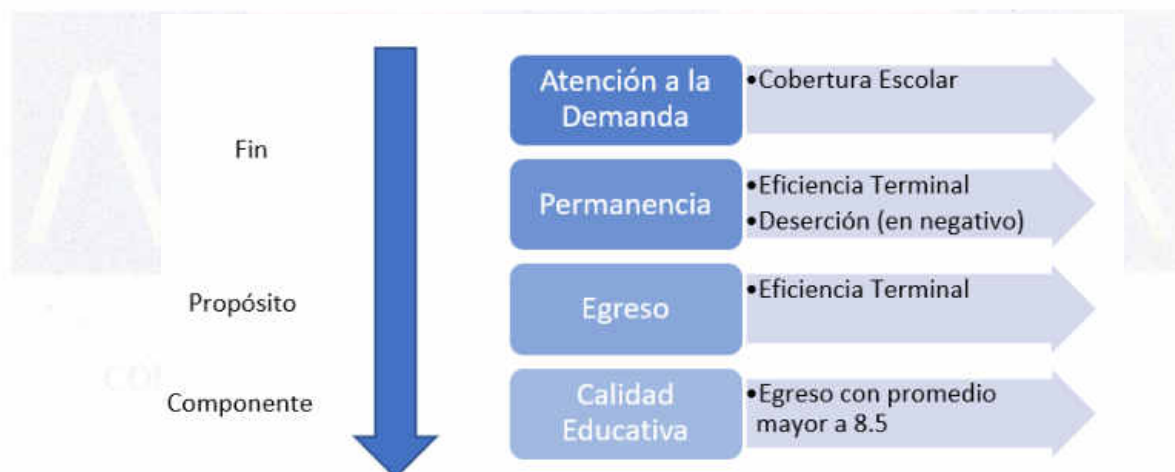 Fin
Propósito
Componente
Atención a la
Demanda
•Cobertura Escolar
Permanencia
•Eficiencia Terminal
•Deserción (en negativo)
Egreso
•Eficiencia Terminal
Calidad
Educativa
•Egreso con promedio
mayor a 8.5